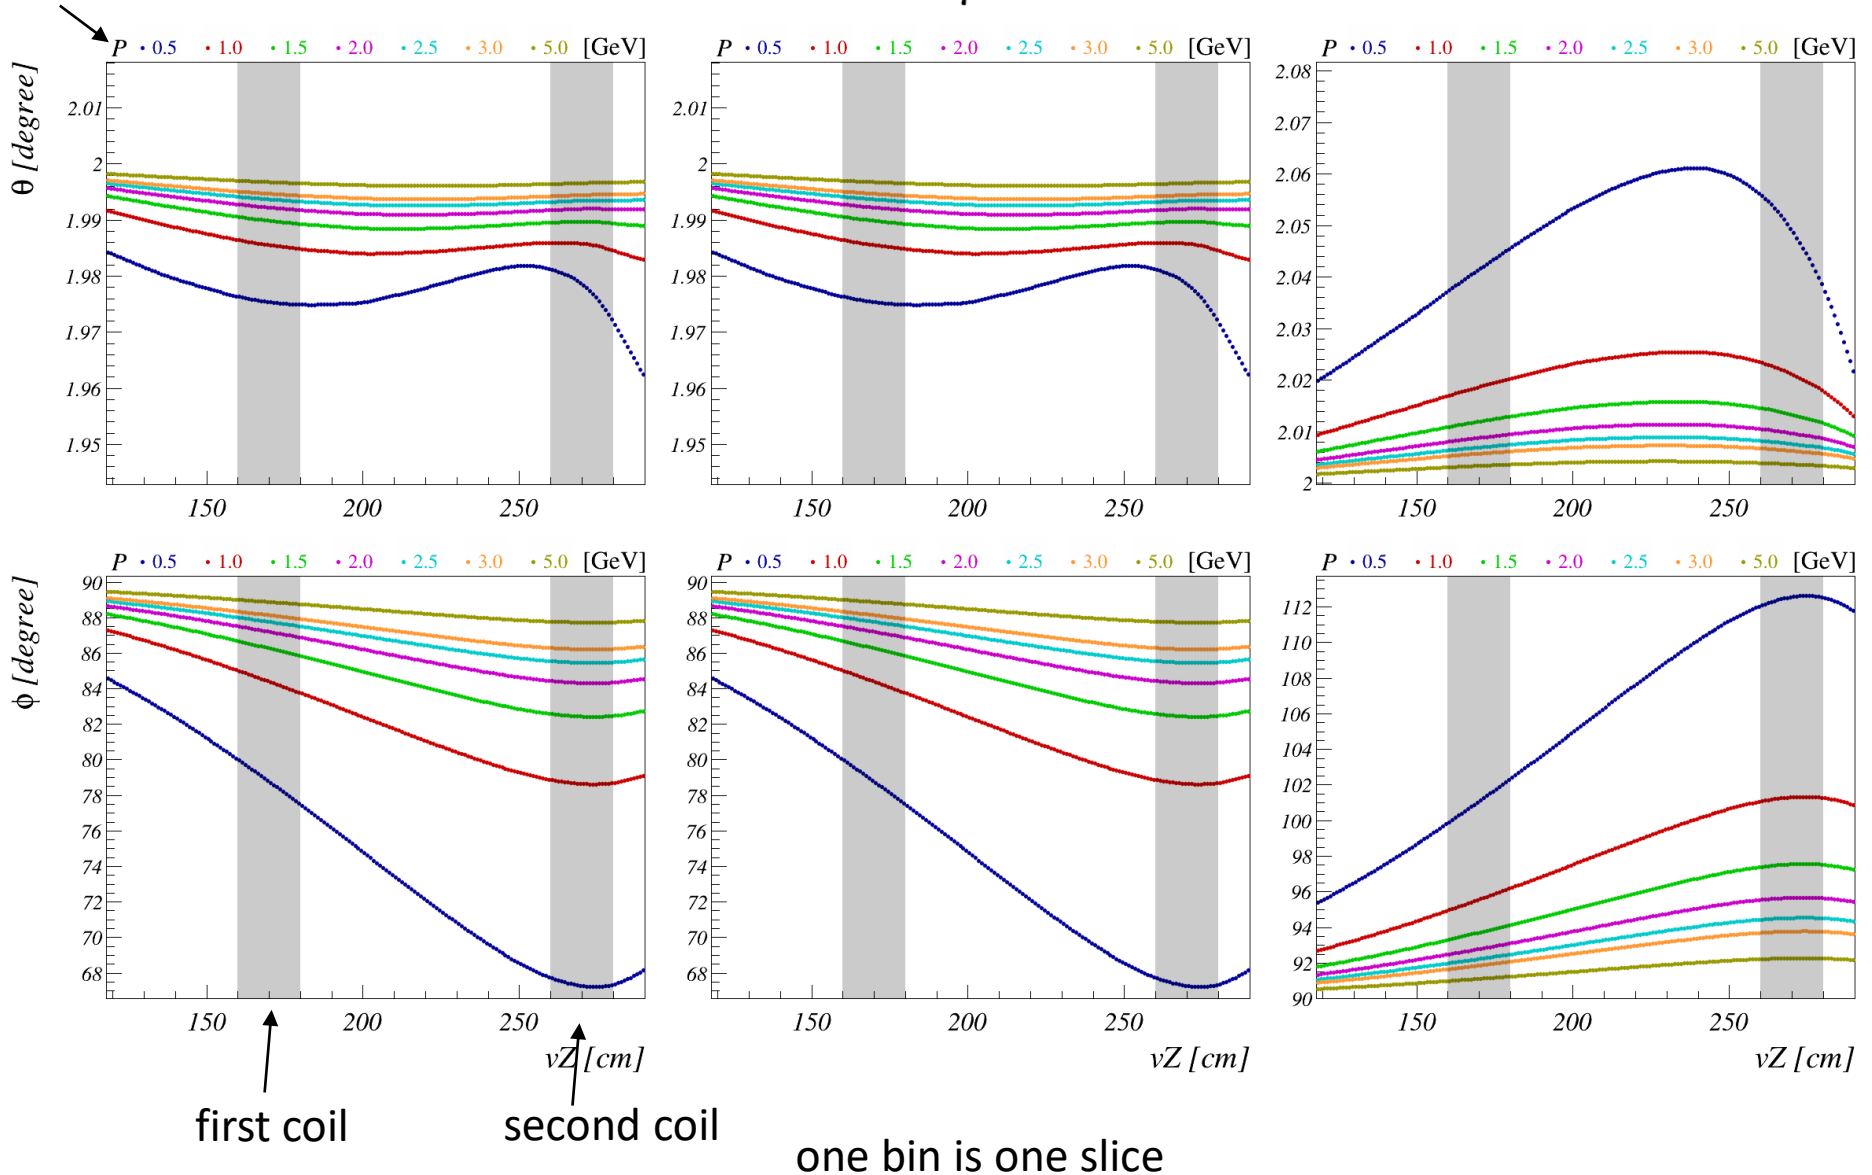 P • 0.5 • 1.0 • 1.5 • 2.0 • 2.5 • 3.0 • 5.0 [GeV]
P • 0.5 • 1.0 • 1.5 • 2.0 • 2.5 • 3.0 • 5.0 [GeV]
P • 0.5 • 1.0 • 1.5 • 2.0 • 2.5 • 3.0 • 5.0 [GeV]
θ [degree]
2.01
2
1.99
1.98
1.97
1.96
1.95
150 200 250
2.01
2
1.99
1.98
1.97
1.96
1.95
150 200 250
2.08
2.07
2.06
2.05
2.04
2.03
2.02
2.01
2
150 200 250
P • 0.5 • 1.0 • 1.5 • 2.0 • 2.5 • 3.0 • 5.0 [GeV]
P • 0.5 • 1.0 • 1.5 • 2.0 • 2.5 • 3.0 • 5.0 [GeV]
P • 0.5 • 1.0 • 1.5 • 2.0 • 2.5 • 3.0 • 5.0 [GeV]
ϕ [degree]
90
88
86
84
82
80
78
76
74
72
70
68
150 200 250
vZ [cm]
90
88
86
84
82
80
78
76
74
72
70
68
150 200 250
vZ [cm]
112
110
108
106
104
102
100
98
96
94
92
90
150 200 250
vZ [cm]
first coil
second coil
one bin is one slice